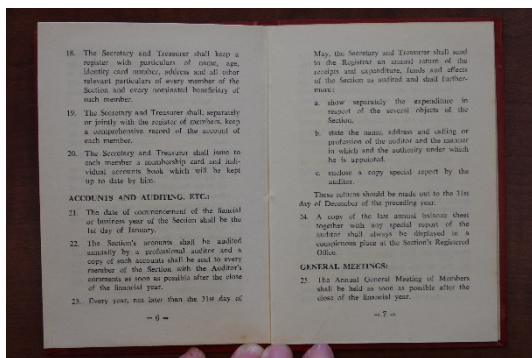 18. The Secretary and Treasurer shall keep a
register with particulars of name, age,
identity card number, address and all other
relevant particulars of every member of the
Section and every nominated beneficiary of
such member.
19. The Secretary and Treasurer shall, separately
or jointly with the register of members, keep
a comprehensive record of the account of
each member.
20. The Secretary and Treasurer shall issue to
each member a membership card and indi-
vidual accounts book which will be kept
up to date by him.
ACCOUNTS AND AUDITING, ETC:
21. The date of commencement of the finacial
or business year of the Section shall be the
1st day of January.
22. The Section's accounts shall be audited
annually by a professional auditor and a
copy of such accounts shall be sent to every
member of the Section with the Auditor's
comments as soon as possible after the close
of the financial year.
23. Every year, not later than the 31st day of
— 6 —
May, the Secretary and Treasurer shall send
to the Registrar an annual return of the
receipts and expenditure, funds and effects
of the Section as audited and shall further-
more:
a. show separately the expenditure in
respect of the several objects of the
Section.
b. state the name, address and calling or
profession of the auditor and the manner
in which and the authority under which
he is appointed.
c. enclose a copy special report by the
auditor.
These returns should be made out to the 31st
day of December of the preceding year.
24. A copy of the last annual balance sheet
together with any special report of the
auditor shall always be displayed in a
conspicuous place at the Section's Registered
Office.
GENERAL MEETINGS:
25. The Annual General Meeting of Members
shall be held as soon as possible after the
close of the financial year.
— 7 —